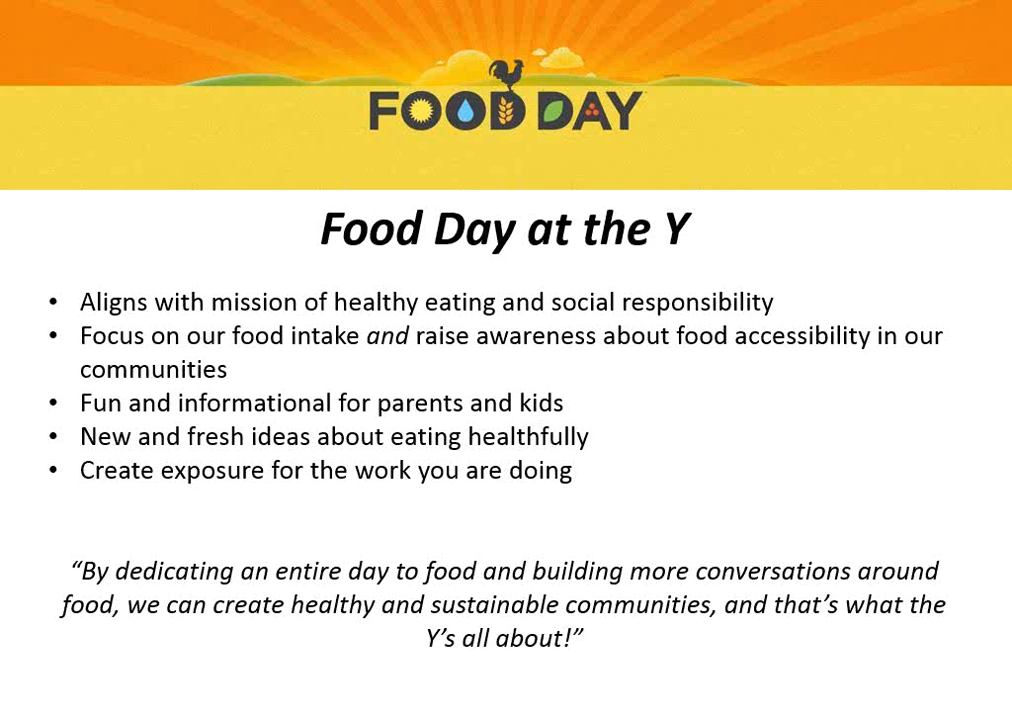 FOOD DAY
Food Day at the Y
• Aligns with mission of healthy eating and social responsibility
• Focus on our food intake and raise awareness about food accessibility in our
communities
• Fun and informational for parents and kids
• New and fresh ideas about eating healthfully
• Create exposure for the work you are doing
“By dedicating an entire day to food and building more conversations around
food, we can create healthy and sustainable communities, and that’s what the
Y’s all about!”